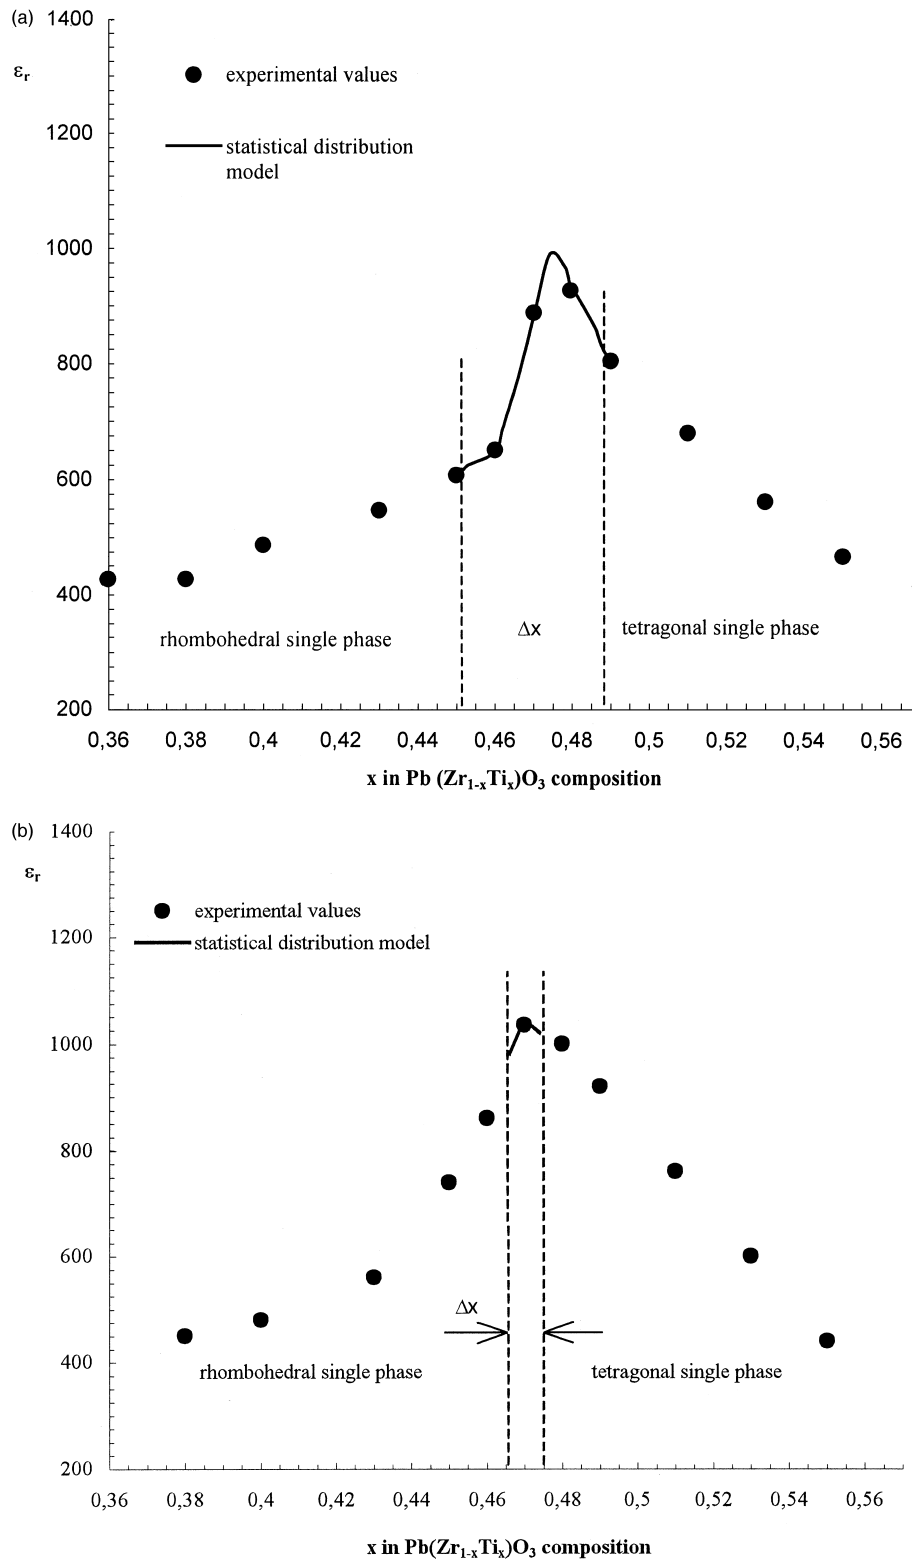 (a)
1400
εr
experimental values
1200
statistical distribution
model
1000
800
600
400
rhombohedral single phase
Δx
tetragonal single phase
200
0,36 0,38 0,4 0,42 0,44 0,46 0,48 0,5 0,52 0,54 0,56
x in Pb (Zr1-xTix)O3 composition
(b)
1400
εr
experimental values
1200
statistical distribution model
1000
800
600
Δx
400
rhombohedral single phase
tetragonal single phase
200
0,36 0,38 0,4 0,42 0,44 0,46 0,48 0,5 0,52 0,54 0,56
x in Pb(Zr1-xTix)O3 composition